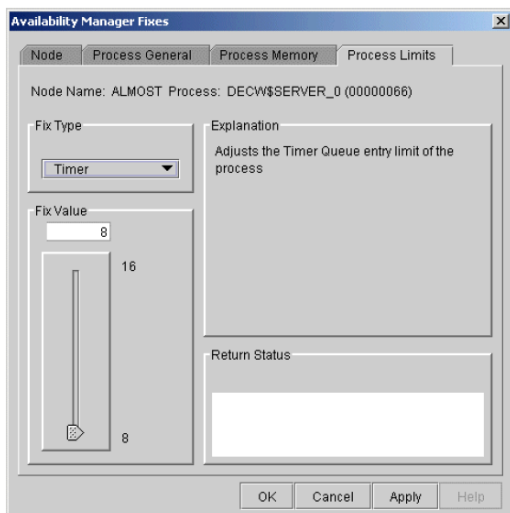 Availability Manager Fixes
Node Process General Process Memory Process Limits
Node Name: ALMOST Process: DECW$SERVER_0 (00000066)
Fix Type
Timer
Explanation
Adjusts the Timer Queue entry limit of the
process
Fix Value
8
16
8
Return Status
OK Cancel Apply Help